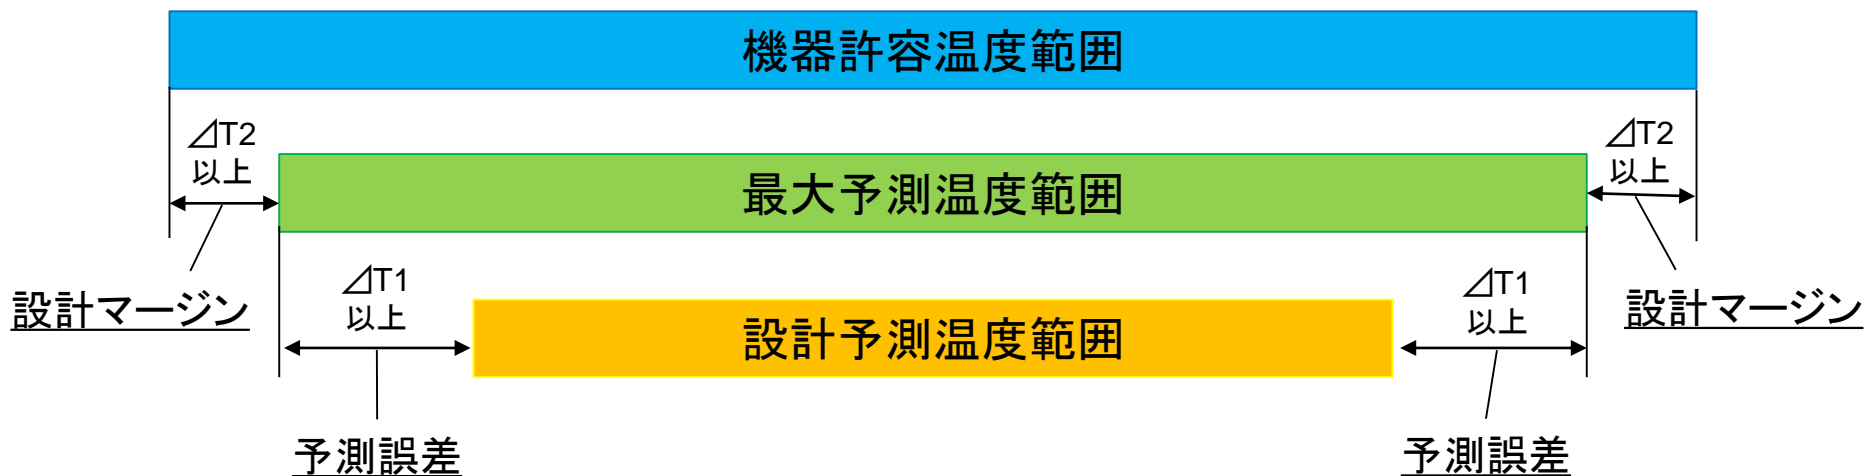 機器許容温度範囲
⊿T2
以上
⊿T2
以上
最大予測温度範囲
設計マージン
設計マージン
⊿T1
以上
⊿T1
以上
設計予測温度範囲
予測誤差
予測誤差